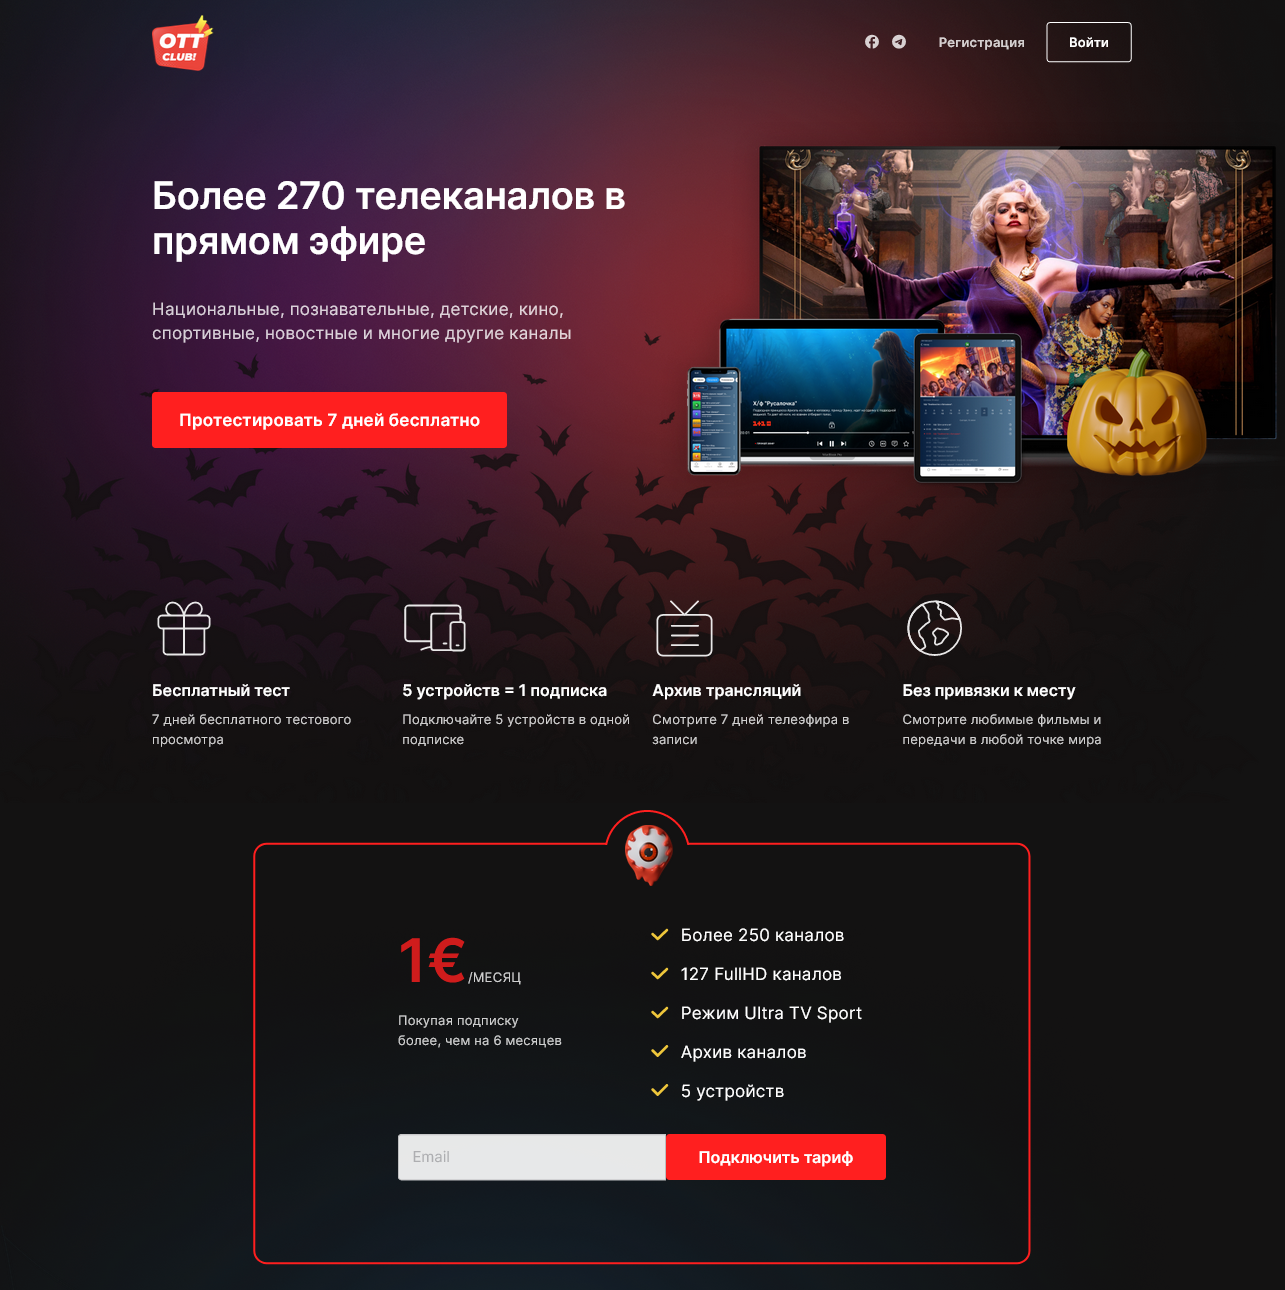 OTT
CLUB!
Регистрация
Войти
Более 270 телеканалов в
прямом эфире
Национальные, познавательные, детские, кино,
спортивные, новостные и многие другие каналы
Протестировать 7 дней бесплатно
Х/ф "Русалочка"
1+1
Бесплатный тест
7 дней бесплатного тестового
просмотра
5 устройств = 1 подписка
Подключайте 5 устройств в одной
подписке
Архив трансляций
Смотрите 7 дней телеэфира в
записи
Без привязки к месту
Смотрите любимые фильмы и
передачи в любой точке мира
1€ /МЕСЯЦ
Покупая подписку
более, чем на 6 месяцев
Более 250 каналов
127 FullHD каналов
Режим Ultra TV Sport
Архив каналов
5 устройств
Email
Подключить тариф